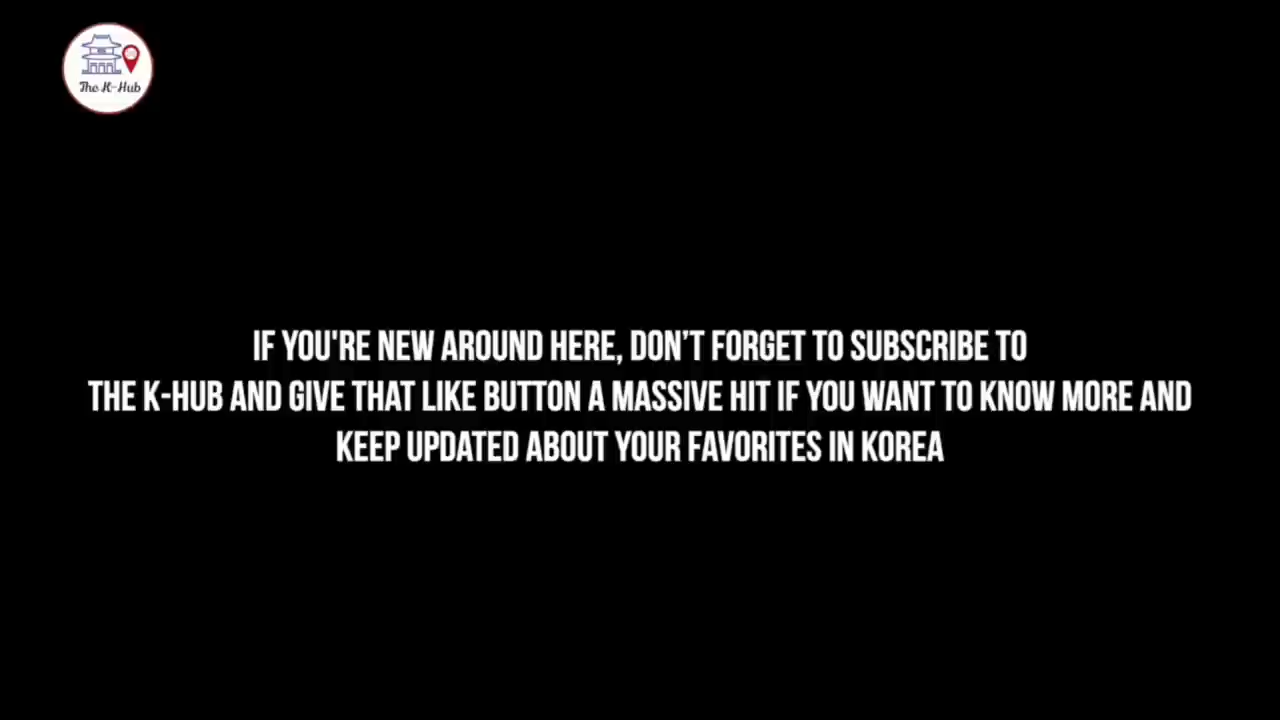 The K-Hub
IF YOU'RE NEW AROUND HERE, DON’T FORGET TO SUBSCRIBE TO
THE K-HUB AND GIVE THAT LIKE BUTTON A MASSIVE HIT IF YOU WANT TO KNOW MORE AND
KEEP UPDATED ABOUT YOUR FAVORITES IN KOREA